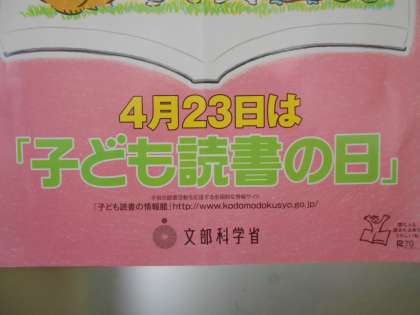 4月23日は
「子ども読書の日」
「子ども読書の情報館」http://www.kodomodokusyo.go.jp/
文部科学省
R70